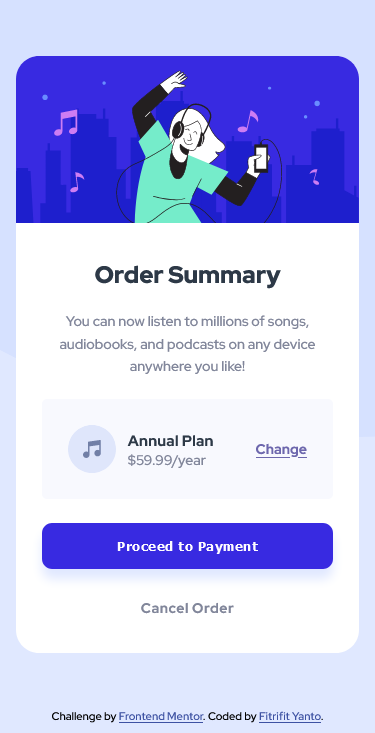 Order Summary
You can now listen to millions of songs,
audiobooks, and podcasts on any device
anywhere you like!
Annual Plan
$59.99/year
Change
Proceed to Payment
Cancel Order
Challenge by Frontend Mentor. Coded by Fitrifit Yanto.